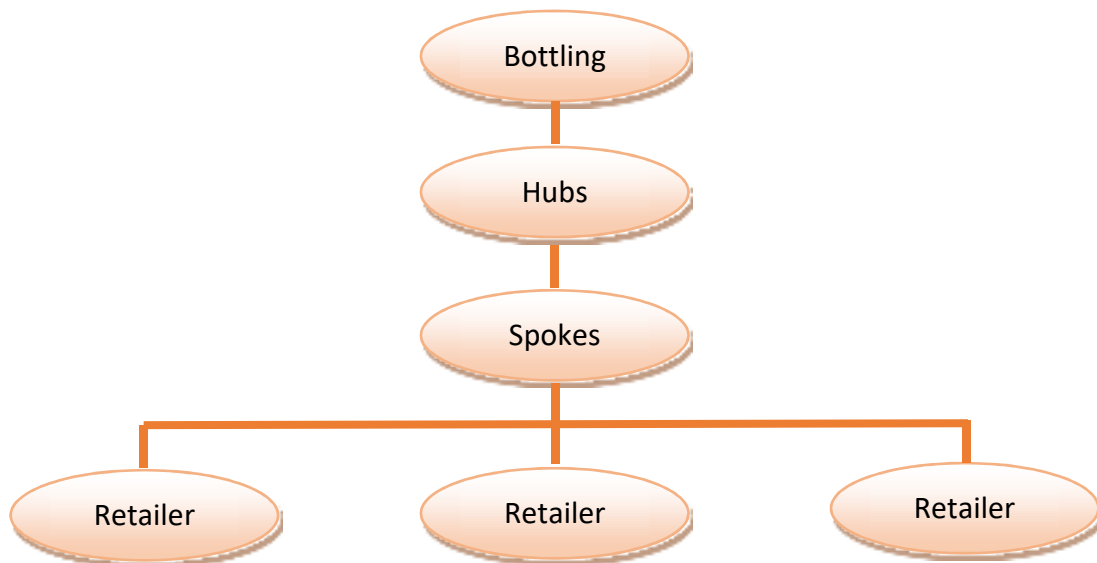 Bottling
Hubs
Spokes
Retailer
Retailer
Retailer